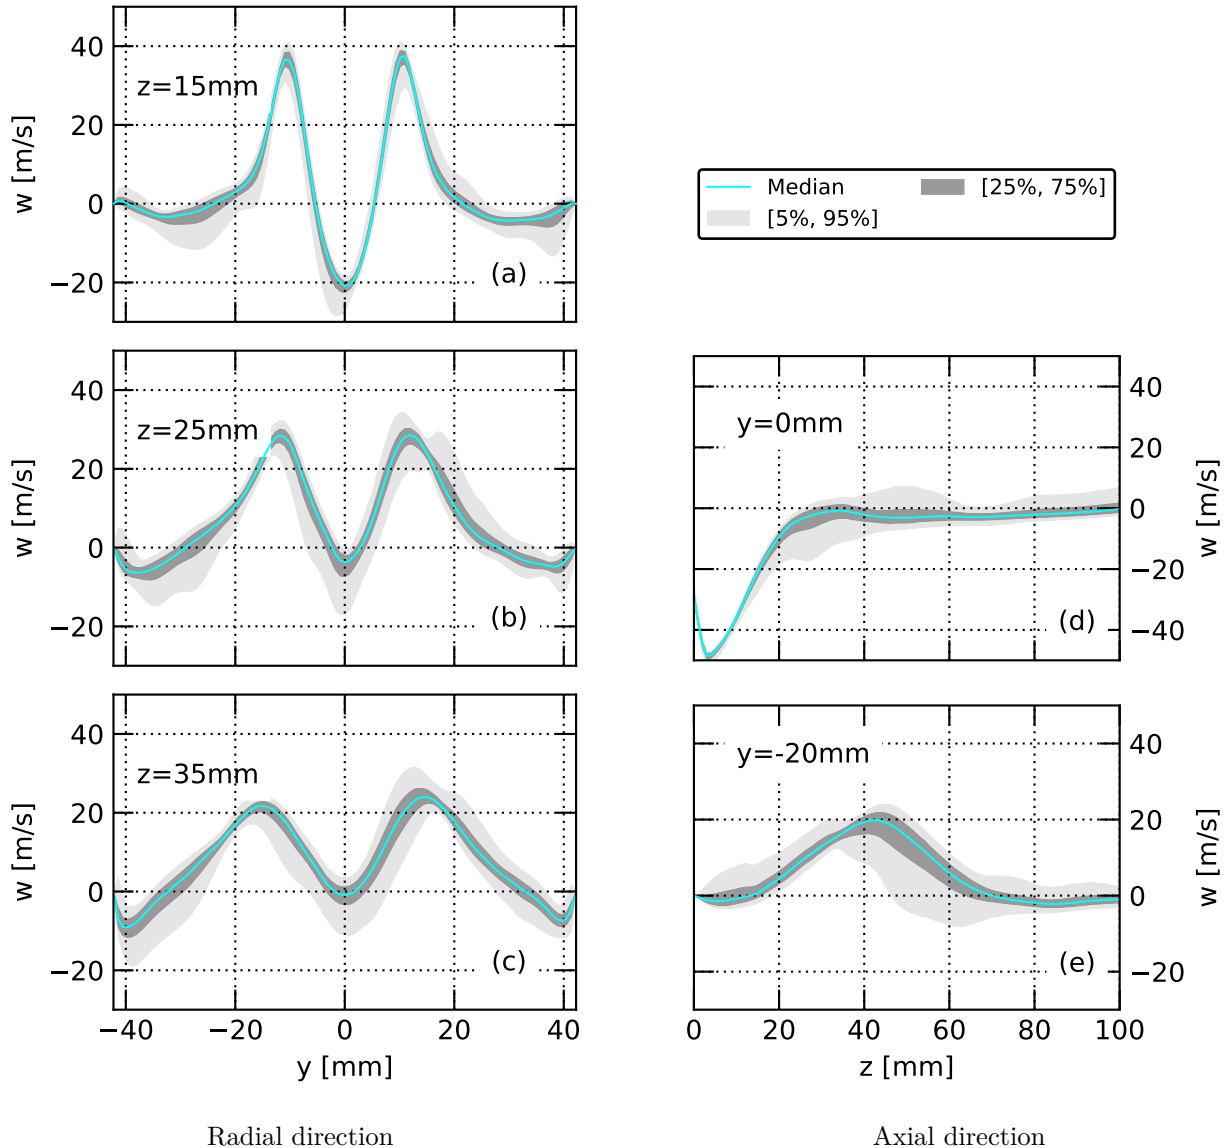 40
20
0
−20
w [m/s]
z=15mm
(a)
Median
[25%, 75%]
[5%, 95%]
40
20
0
−20
w [m/s]
z=25mm
(b)
40
20
0
−20
−40
w [m/s]
y=0mm
(d)
40
20
0
−20
w [m/s]
z=35mm
(c)
−40 −20 0 20 40
y [mm]
40
20
0
−20
w [m/s]
y=-20mm
(e)
0 20 40 60 80 100
z [mm]
Radial direction
Axial direction